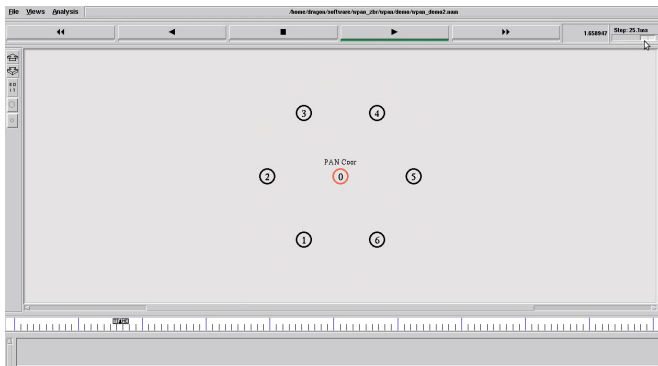 File Views Analysis /home/dragon/software/wpan_zbr/wpan/demo/wpan_demo2.nam
1.658947 Step: 25.1ms
3 4
PAN Coor
2 0 5
1 6